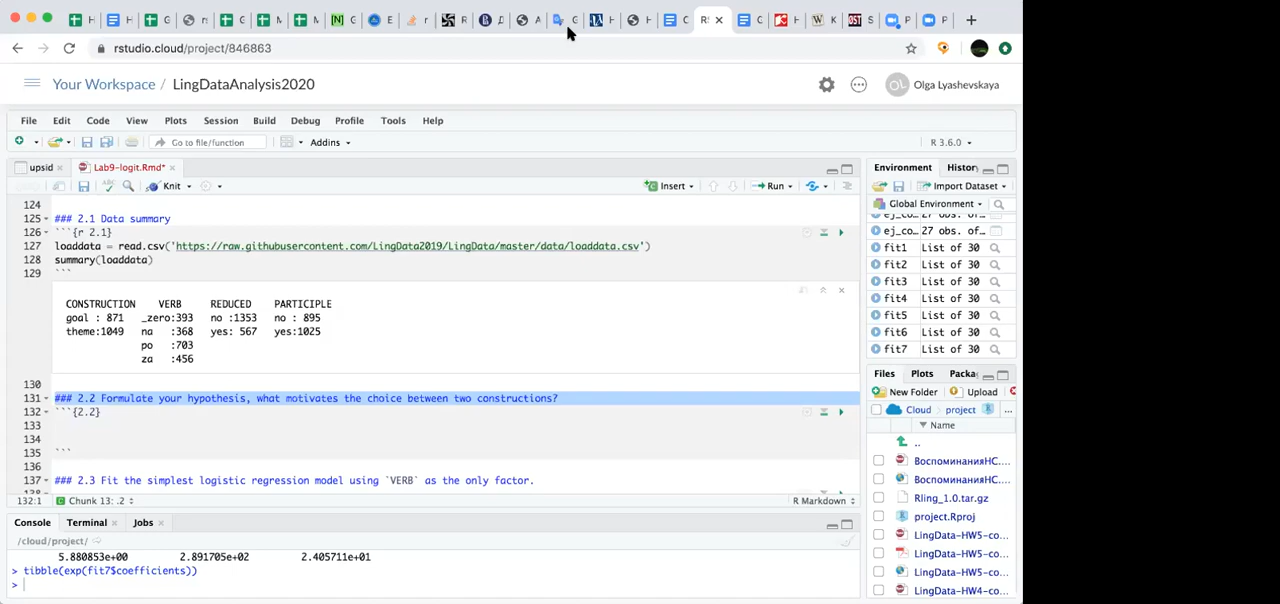 rstudio.cloud/project/846863
Your Workspace / LingDataAnalysis2020
OL Olga Lyashevskaya
File Edit Code View Plots Session Build Debug Profile Tools Help
Go to file/function Addins R 3.6.0
upsid Lab9-logit.Rmd*
Knit Insert Run
124
125 ### 2.1 Data summary
126 ```{r 2.1}
127 loaddata = read.csv('https://raw.githubusercontent.com/LingData2019/LingData/master/data/loaddata.csv')
128 summary(loaddata)
129 ```
CONSTRUCTION VERB REDUCED PARTICIPLE
goal : 871 _zero:393 no :1353 no : 895
theme:1049 na :368 yes: 567 yes:1025
po :703
za :456
130
131 ### 2.2 Formulate your hypothesis, what motivates the choice between two constructions?
132 ```{2.2}
133
134
135 ```
136
137 ### 2.3 Fit the simplest logistic regression model using `VERB` as the only factor.
138
132:1 Chunk 13: .2 R Markdown
Console Terminal Jobs
/cloud/project/
5.880853e+00 2.891705e+02 2.405711e+01
> tibble(exp(fit7$coefficients))
>
Environment Histor
Import Dataset
Global Environment
ej_co… 27 obs. of…
fit1 List of 30
fit2 List of 30
fit3 List of 30
fit4 List of 30
fit5 List of 30
fit6 List of 30
fit7 List of 30
Files Plots Packa
New Folder Upload
Cloud project ...
Name
..
ВоспоминанияНС....
ВоспоминанияНС....
Rling_1.0.tar.gz
project.Rproj
LingData-HW5-co...
LingData-HW5-co...
LingData-HW5-co...
LingData-HW4-co...